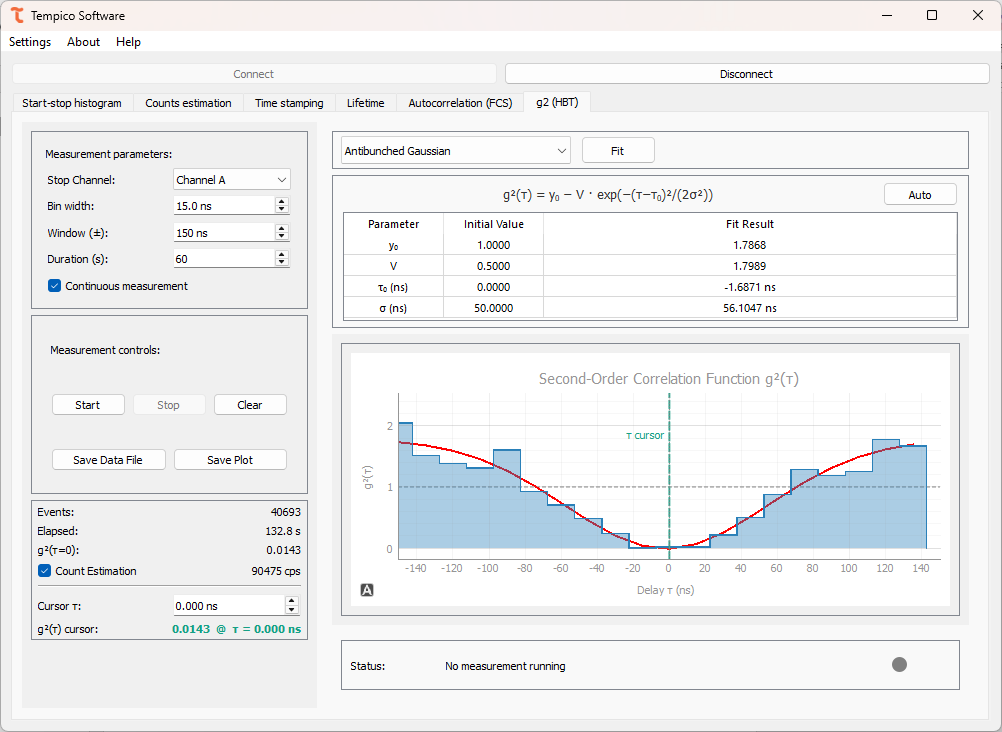 Tempico Software
Settings About Help
Connect Disconnect
Start-stop histogram Counts estimation Time stamping Lifetime Autocorrelation (FCS) g2 (HBT)
Measurement parameters:
Stop Channel: Channel A
Bin width: 15.0 ns
Window (±): 150 ns
Duration (s): 60
Continuous measurement
Measurement controls:
Start Stop Clear
Save Data File Save Plot
Events: 40693
Elapsed: 132.8 s
g²(τ=0): 0.0143
Count Estimation 90475 cps
Cursor τ: 0.000 ns
g²(τ) cursor: 0.0143 @ τ = 0.000 ns
Antibunched Gaussian Fit
g²(τ) = y₀ − V · exp(−(τ−τ₀)²/(2σ²)) Auto
Parameter Initial Value Fit Result
y₀ 1.0000 1.7868
V 0.5000 1.7989
τ₀ (ns) 0.0000 -1.6871 ns
σ (ns) 50.0000 56.1047 ns
Second-Order Correlation Function g²(τ)
2
τ cursor
g²(τ)
1
0
-140 -120 -100 -80 -60 -40 -20 0 20 40 60 80 100 120 140
A
Delay τ (ns)
Status: No measurement running